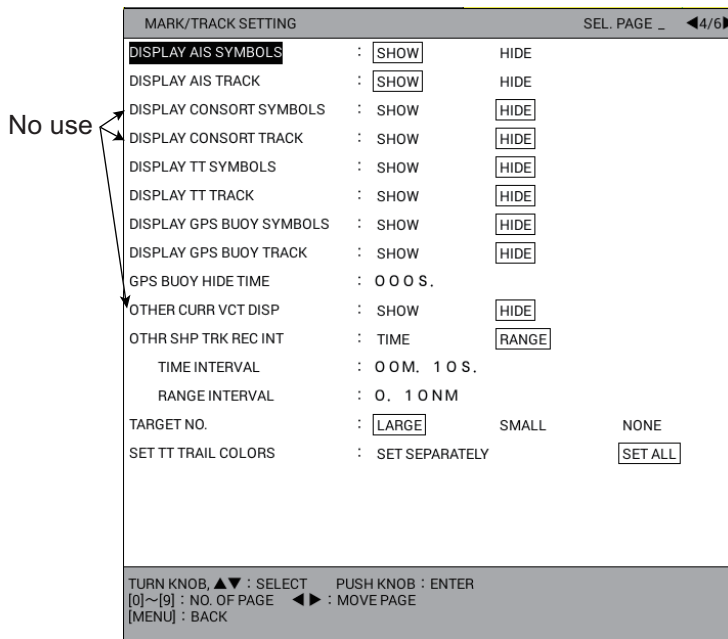 MARK/TRACK SETTING SEL. PAGE _ ◀4/6▶
DISPLAY AIS SYMBOLS : SHOW HIDE
DISPLAY AIS TRACK : SHOW HIDE
No use
DISPLAY CONSORT SYMBOLS : SHOW HIDE
DISPLAY CONSORT TRACK : SHOW HIDE
DISPLAY TT SYMBOLS : SHOW HIDE
DISPLAY TT TRACK : SHOW HIDE
DISPLAY GPS BUOY SYMBOLS : SHOW HIDE
DISPLAY GPS BUOY TRACK : SHOW HIDE
GPS BUOY HIDE TIME : 000S.
OTHER CURR VCT DISP : SHOW HIDE
OTHR SHP TRK REC INT : TIME RANGE
TIME INTERVAL : 00M. 10S.
RANGE INTERVAL : 0. 10NM
TARGET NO. : LARGE SMALL NONE
SET TT TRAIL COLORS : SET SEPARATELY SET ALL
TURN KNOB, ▲▼ : SELECT PUSH KNOB : ENTER
[0]~[9] : NO. OF PAGE ◀ ▶ : MOVE PAGE
[MENU] : BACK